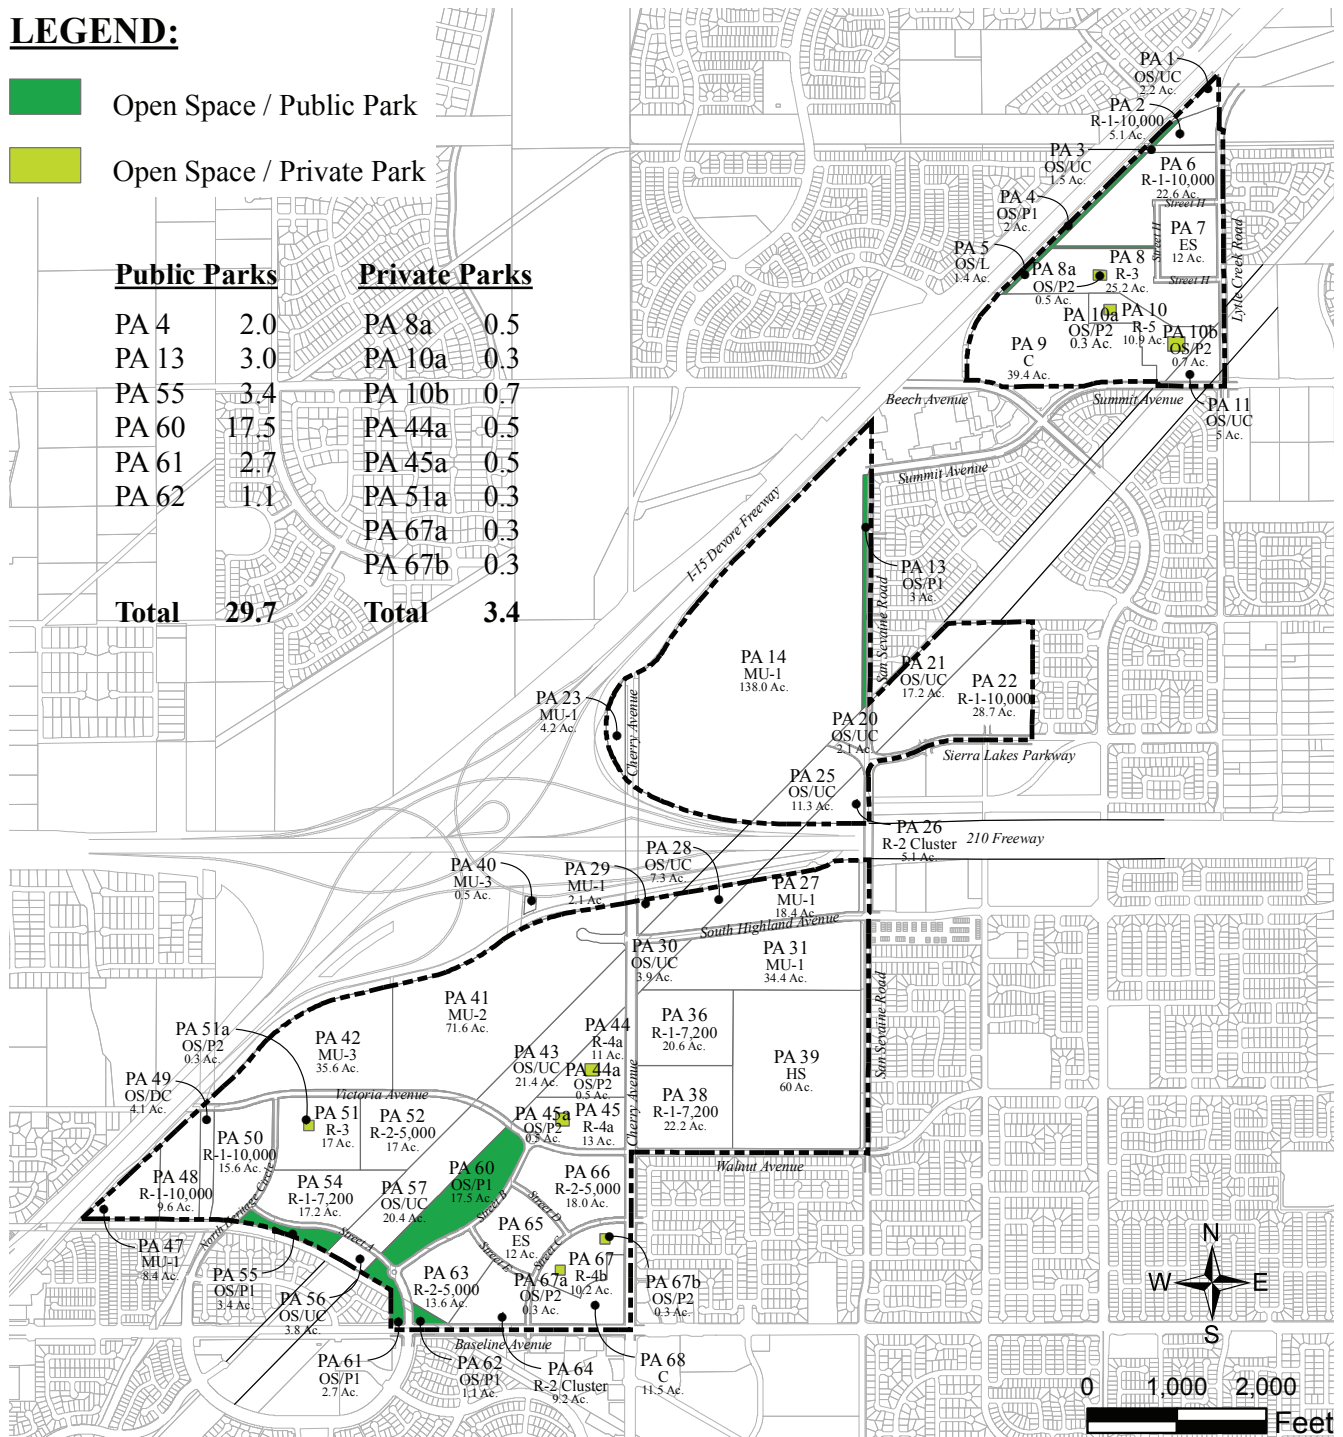 LEGEND:
Open Space / Public Park
Open Space / Private Park
Public Parks Private Parks
PA 4 2.0 PA 8a 0.5
PA 13 3.0 PA 10a 0.3
PA 55 3.4 PA 10b 0.7
PA 60 17.5 PA 44a 0.5
PA 61 2.7 PA 45a 0.5
PA 62 1.1 PA 51a 0.3
PA 67a 0.3
PA 67b 0.3
Total 29.7 Total 3.4
PA 1
OS/UC
2.2 Ac.
PA 2
R-1-10,000
5.1 Ac.
PA 3
OS/UC
1.5 Ac.
PA 6
R-1-10,000
22.6 Ac.
Street H
PA 4
OS/P1
2 Ac.
PA 7
ES
12 Ac.
Street H
Street H
Lytle Creek Road
PA 5
OS/L
1.4 Ac.
PA 8a
OS/P2
0.5 Ac.
PA 8
R-3
25.2 Ac.
PA 10a
OS/P2
0.3 Ac.
PA 10
R-5
10.9 Ac.
PA 10b
OS/P2
0.7 Ac.
PA 9
C
39.4 Ac.
Beech Avenue
Summit Avenue
PA 11
OS/UC
5 Ac.
Summit Avenue
I-15 Devore Freeway
PA 13
OS/P1
3 Ac.
San Sevaine Road
PA 14
MU-1
138.0 Ac.
PA 21
OS/UC
17.2 Ac.
PA 22
R-1-10,000
28.7 Ac.
PA 23
MU-1
4.2 Ac.
Cherry Avenue
PA 20
OS/UC
2.1 Ac.
Sierra Lakes Parkway
PA 25
OS/UC
11.3 Ac.
PA 26
R-2 Cluster
5.1 Ac.
210 Freeway
PA 28
OS/UC
7.3 Ac.
PA 40
MU-3
0.5 Ac.
PA 29
MU-1
2.1 Ac.
PA 27
MU-1
18.4 Ac.
South Highland Avenue
PA 30
OS/UC
3.9 Ac.
PA 31
MU-1
34.4 Ac.
San Sevaine Road
PA 41
MU-2
71.6 Ac.
PA 36
R-1-7,200
20.6 Ac.
PA 51a
OS/P2
0.3 Ac.
PA 42
MU-3
35.6 Ac.
PA 44
R-4a
11 Ac.
PA 43
OS/UC
21.4 Ac.
PA 44a
OS/P2
0.5 Ac.
PA 39
HS
60 Ac.
PA 49
OS/DC
4.1 Ac.
Victoria Avenue
Cherry Avenue
PA 38
R-1-7,200
22.2 Ac.
PA 51
R-3
17 Ac.
PA 52
R-2-5,000
17 Ac.
PA 45a
OS/P2
0.5 Ac.
PA 45
R-4a
13 Ac.
PA 50
R-1-10,000
15.6 Ac.
Walnut Avenue
PA 48
R-1-10,000
9.6 Ac.
North Heritage Circle
PA 54
R-1-7,200
17.2 Ac.
PA 57
OS/UC
20.4 Ac.
PA 60
OS/P1
17.5 Ac.
PA 66
R-2-5,000
18.0 Ac.
Street B
Street D
Street A
PA 65
ES
12 Ac.
Street C
Street E
PA 47
MU-1
8.4 Ac.
PA 55
OS/P1
3.4 Ac.
PA 56
OS/UC
3.8 Ac.
PA 63
R-2-5,000
13.6 Ac.
PA 67a
OS/P2
0.3 Ac.
PA 67
R-4b
10.2 Ac.
PA 67b
OS/P2
0.3 Ac.
Baseline Avenue
PA 61
OS/P1
2.7 Ac.
PA 62
OS/P1
1.1 Ac.
PA 64
R-2 Cluster
9.2 Ac.
PA 68
C
11.5 Ac.
N
W E
S
0 1,000 2,000
Feet